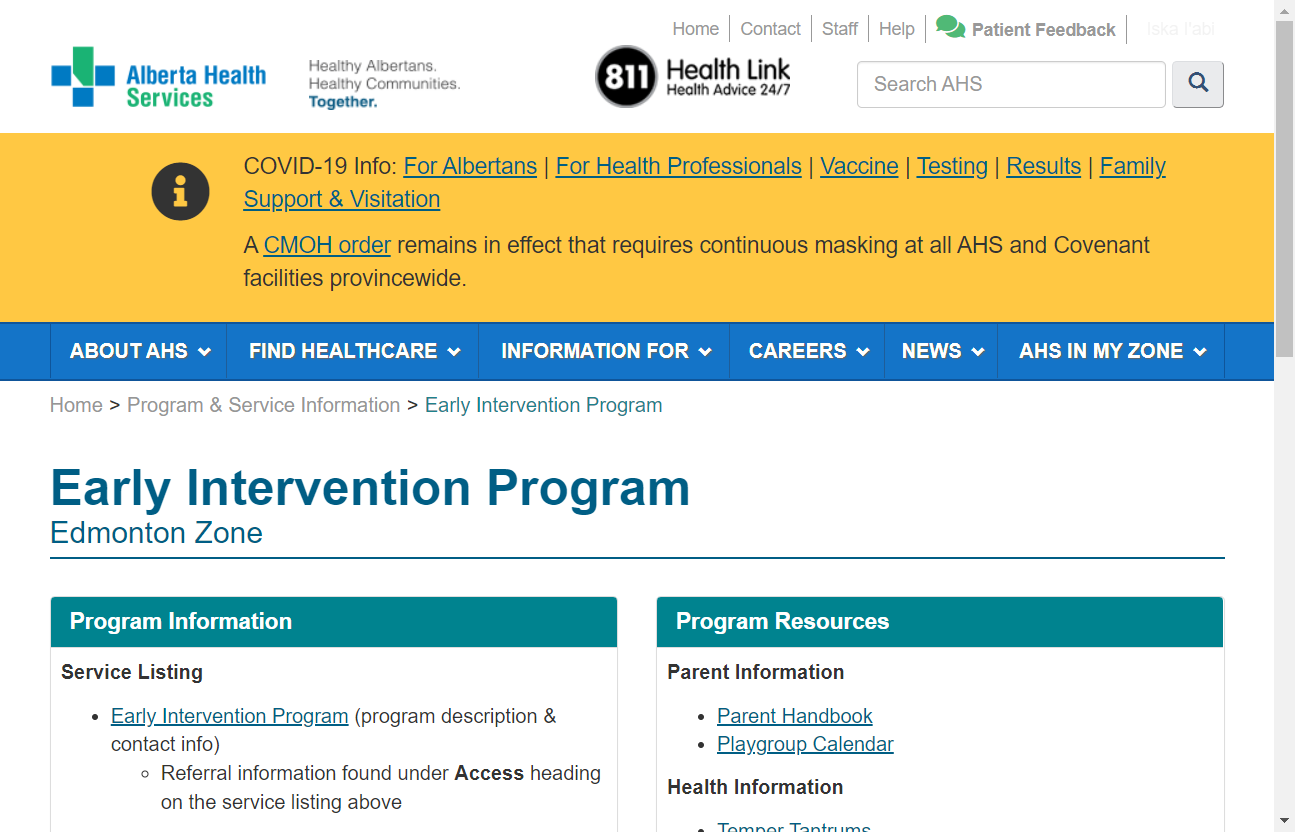 Home Contact Staff Help Patient Feedback Iska I'abi
Alberta Health
Services
Healthy Albertans.
Healthy Communities.
Together.
811 Health Link
Health Advice 24/7
Search AHS
COVID-19 Info: For Albertans | For Health Professionals | Vaccine | Testing | Results | Family
Support & Visitation
A CMOH order remains in effect that requires continuous masking at all AHS and Covenant
facilities provincewide.
ABOUT AHS FIND HEALTHCARE INFORMATION FOR CAREERS NEWS AHS IN MY ZONE
Home > Program & Service Information > Early Intervention Program
Early Intervention Program
Edmonton Zone
Program Information
Service Listing
• Early Intervention Program (program description &
contact info)
◦ Referral information found under Access heading
on the service listing above
Program Resources
Parent Information
• Parent Handbook
• Playgroup Calendar
Health Information
• Temper Tantrums